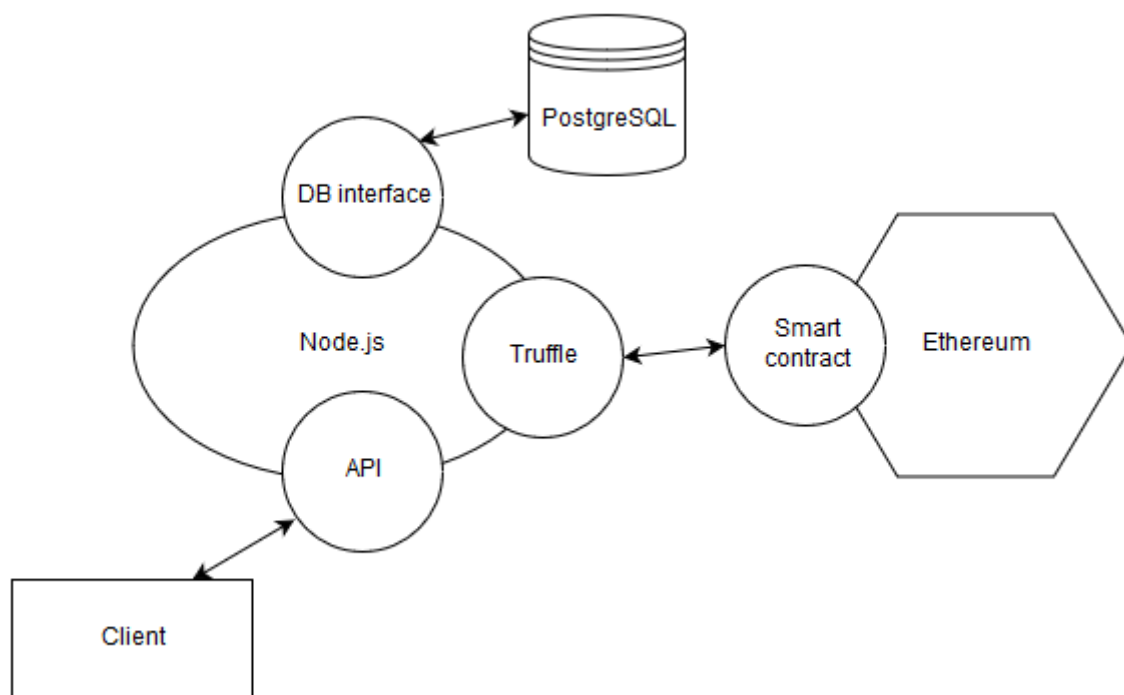 PostgreSQL
DB interface
Node.js
Truffle
Smart
contract
Ethereum
API
Client